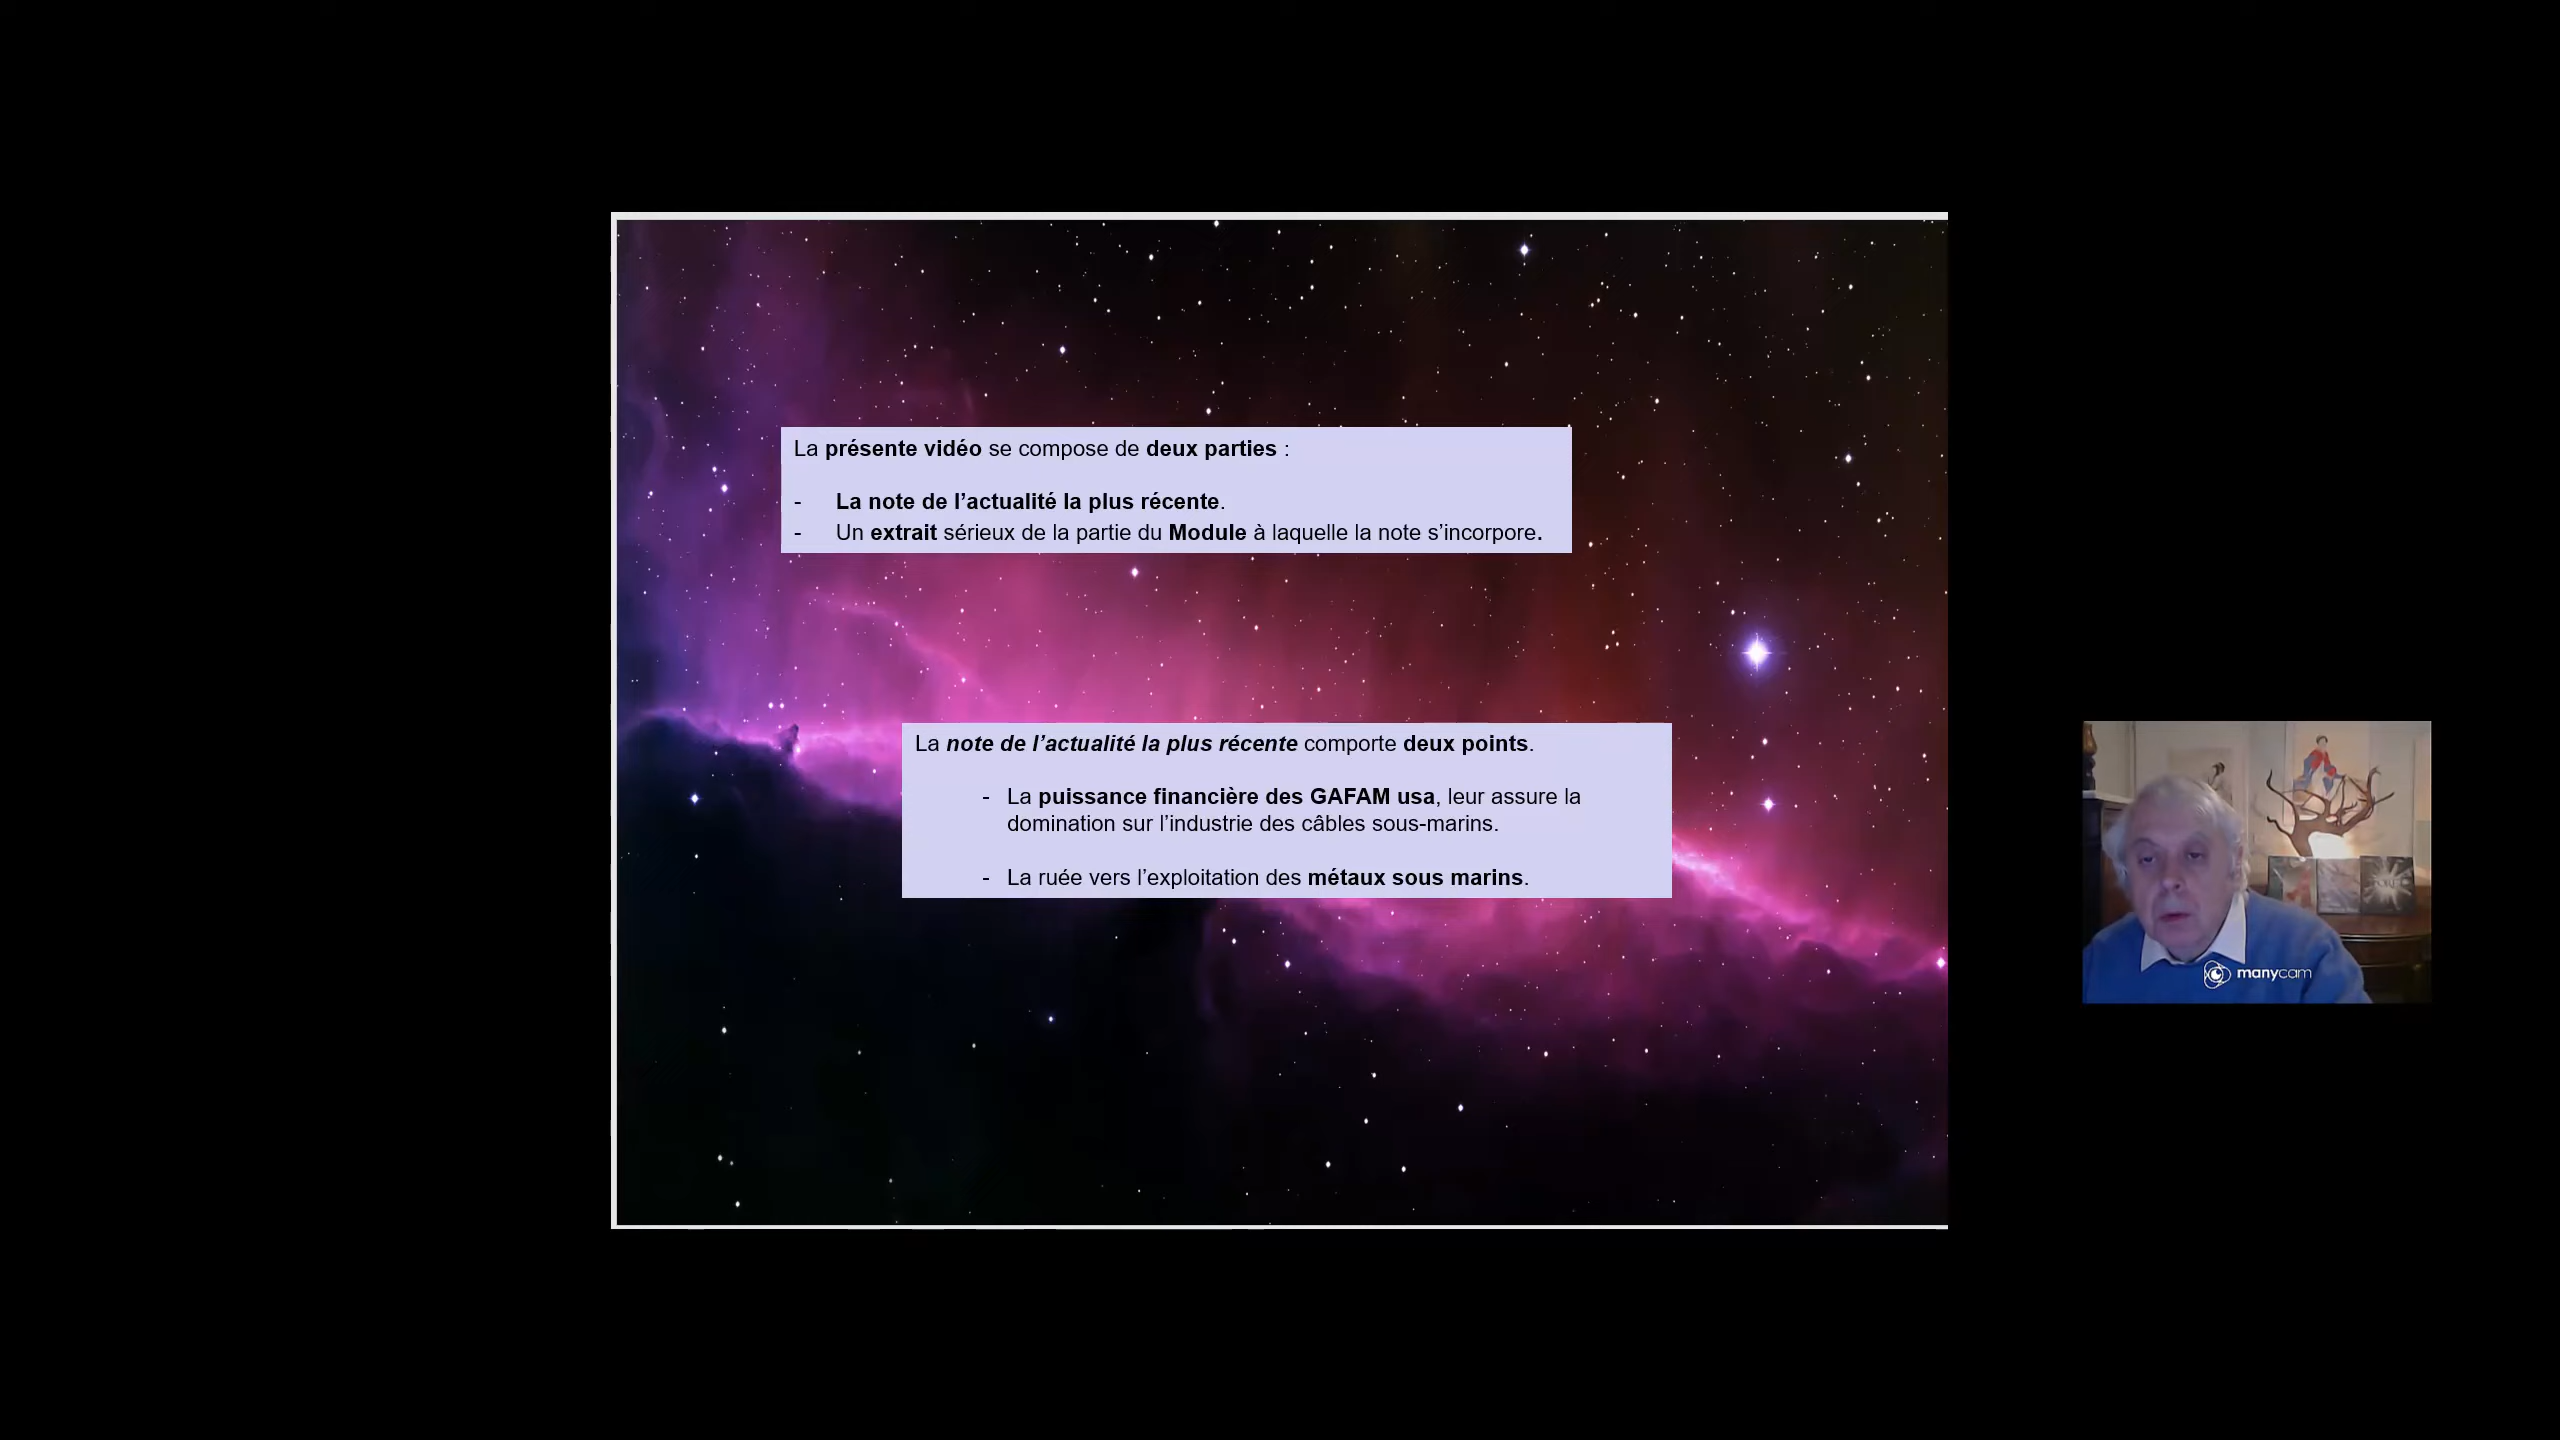 La présente vidéo se compose de deux parties :
- La note de l’actualité la plus récente.
- Un extrait sérieux de la partie du Module à laquelle la note s’incorpore.
La note de l’actualité la plus récente comporte deux points.
- La puissance financière des GAFAM usa, leur assure la
domination sur l’industrie des câbles sous-marins.
- La ruée vers l’exploitation des métaux sous marins.
manycam